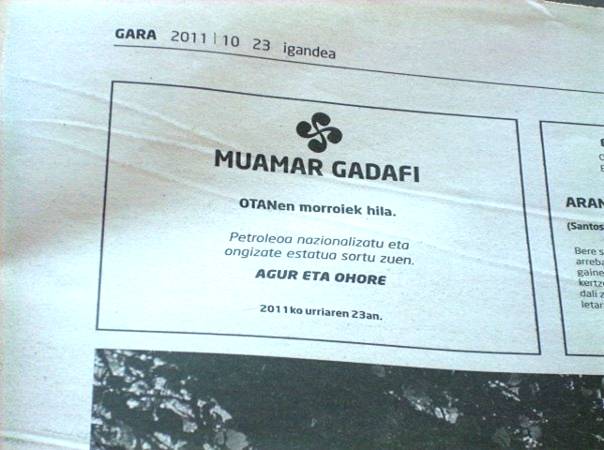 GARA 2011 | 10 23 igandea
MUAMAR GADAFI
OTANen morroiek hila.
Petroleoa nazionalizatu eta
ongizate estatua sortu zuen.
AGUR ETA OHORE
2011ko urriaren 23an.
ARAN
(Santos
Bere s
arreba
gaine
kertz
dali z
letar